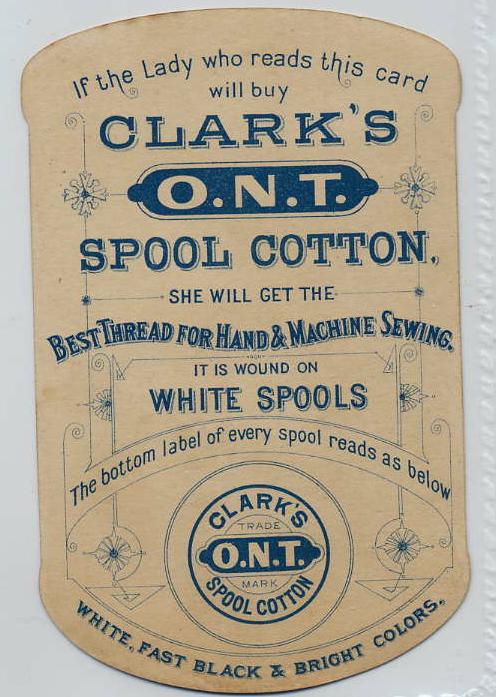 If the Lady who reads this card
will buy
CLARK'S
O.N.T.
SPOOL COTTON.
SHE WILL GET THE
BEST THREAD FOR HAND & MACHINE SEWING.
IT IS WOUND ON
WHITE SPOOLS
The bottom label of every spool reads as below
CLARK'S
TRADE
O.N.T.
MARK
SPOOL COTTON
WHITE, FAST BLACK & BRIGHT COLORS.